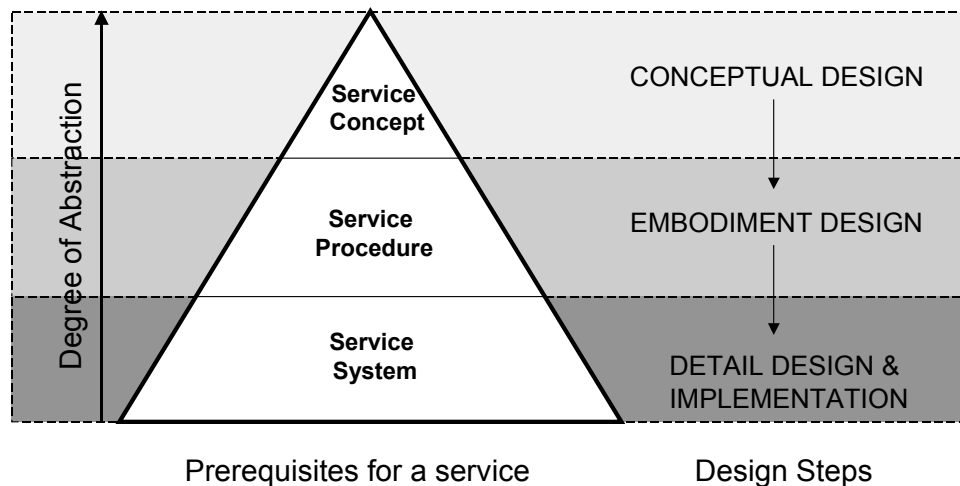 Degree of Abstraction
Service
Concept
CONCEPTUAL DESIGN
Service
Procedure
EMBODIMENT DESIGN
Service
System
DETAIL DESIGN &
IMPLEMENTATION
Prerequisites for a service
Design Steps